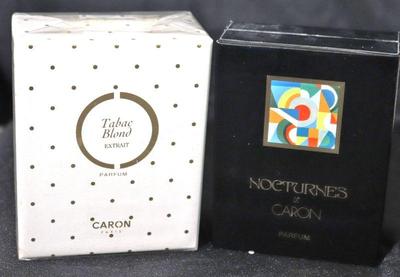 Tabac
Blond
EXTRAIT
PARFUM
CARON
PARIS
NOCTURNES
de
CARON
PARFUM